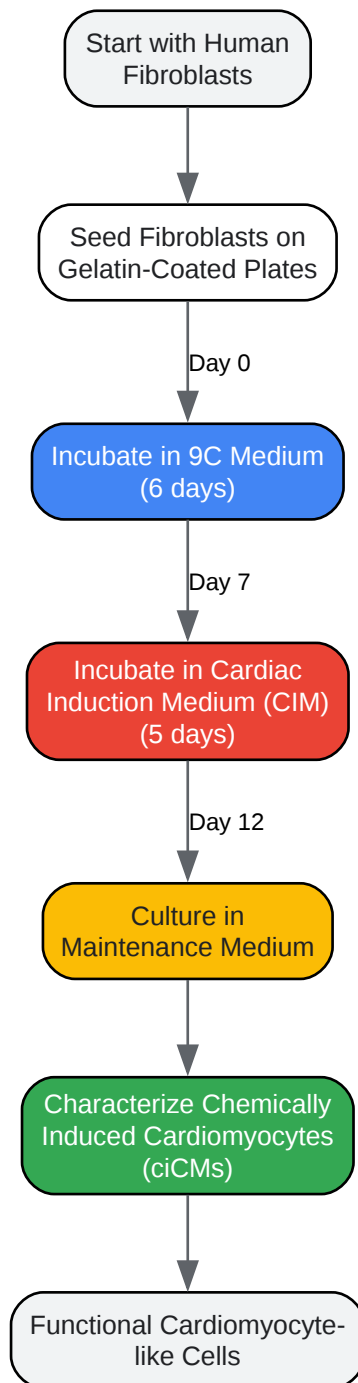 Start with Human
Fibroblasts
Seed Fibroblasts on
Gelatin-Coated Plates
Day 0
Incubate in 9C Medium
(6 days)
Day 7
Incubate in Cardiac
Induction Medium (CIM)
(5 days)
Day 12
Culture in
Maintenance Medium
Characterize Chemically
Induced Cardiomyocytes
(ciCMs)
Functional Cardiomyocyte-
like Cells